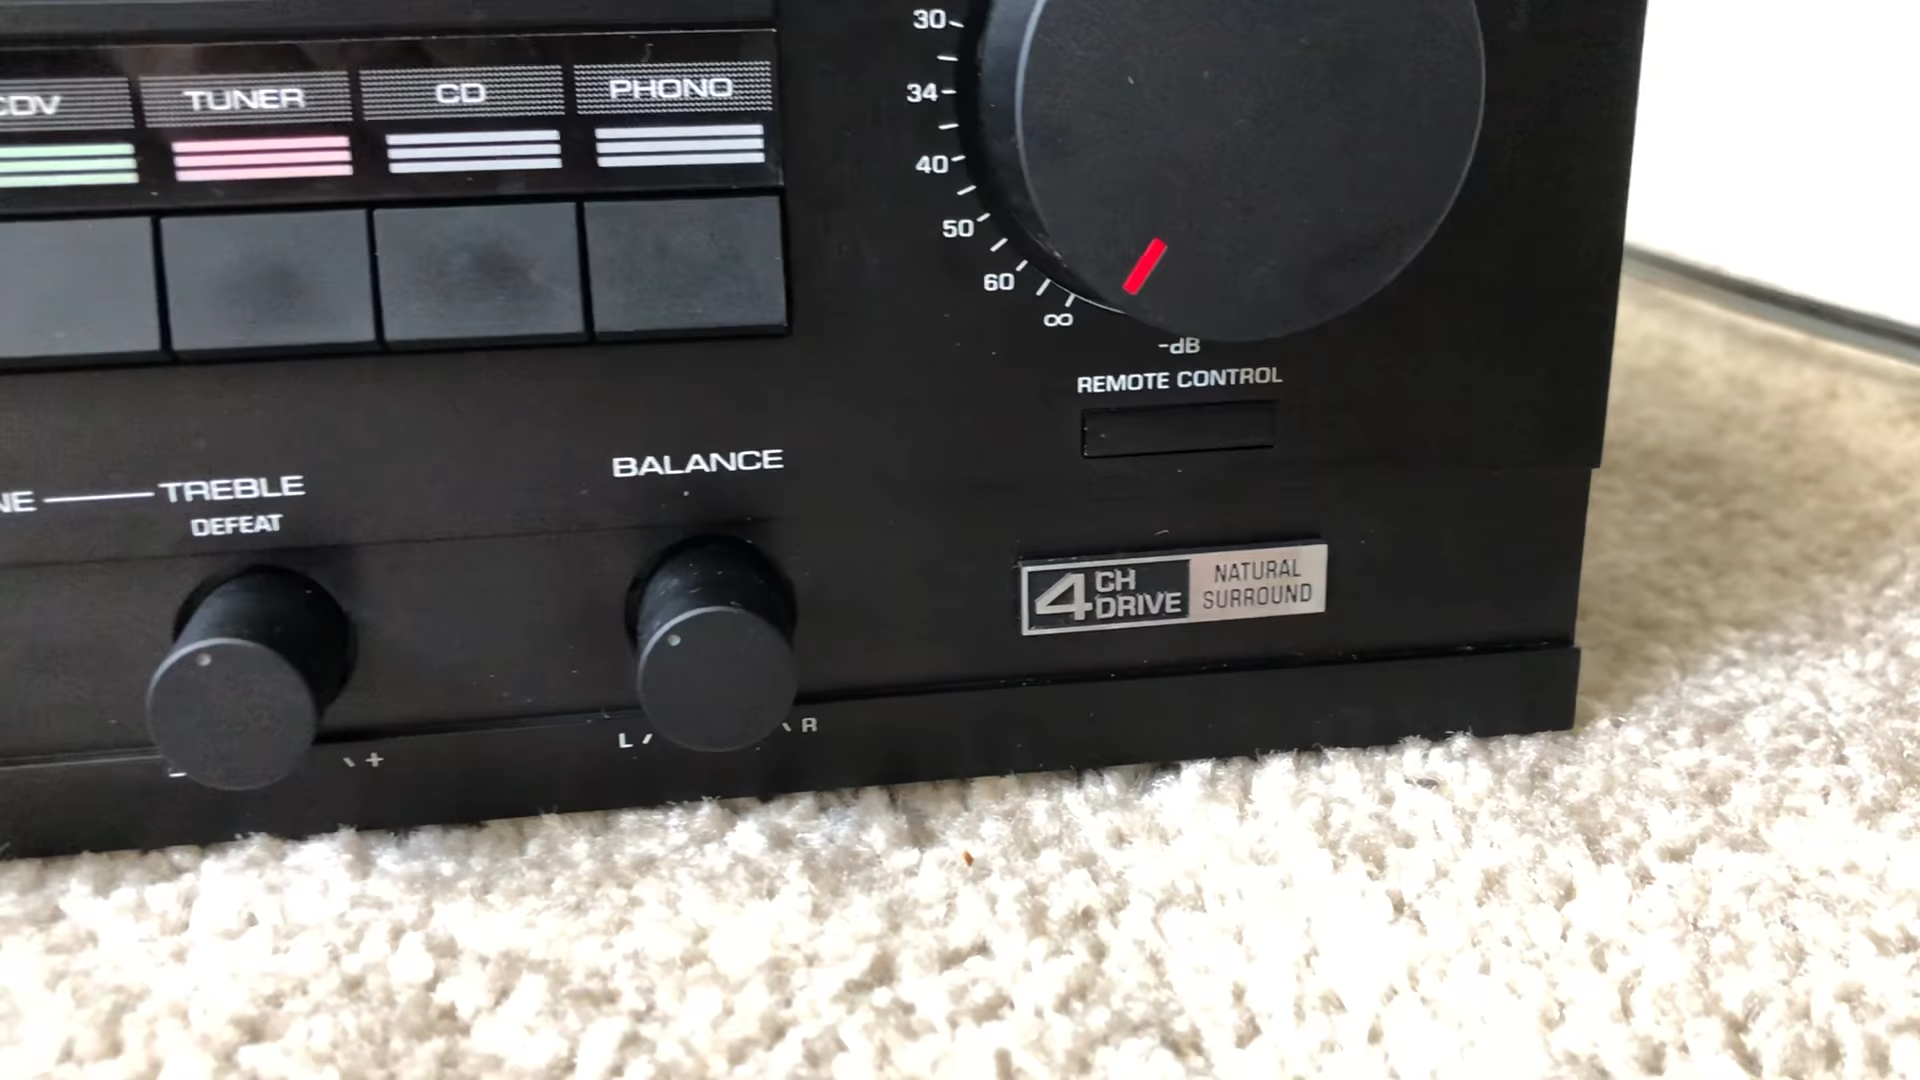 CDV
TUNER
CD
PHONO
30
34
40
50
60
∞
-dB
REMOTE CONTROL
BALANCE
TREBLE
DEFEAT
4 CH
DRIVE
NATURAL
SURROUND
L
R
+